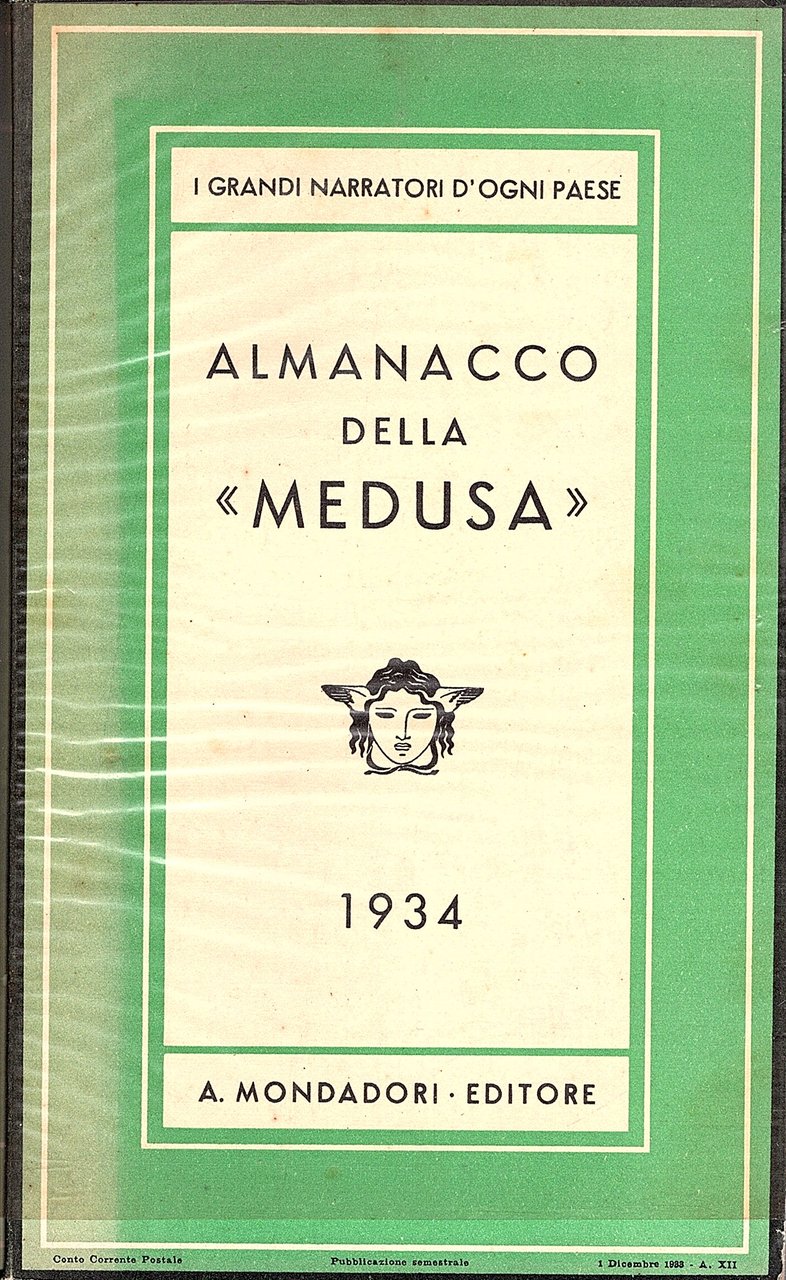 I GRANDI NARRATORI D'OGNI PAESE
ALMANACCO
DELLA
«MEDUSA»
1934
A. MONDADORI · EDITORE
Conto Corrente Postale
Pubblicazione semestrale
1 Dicembre 1933 - A. XII